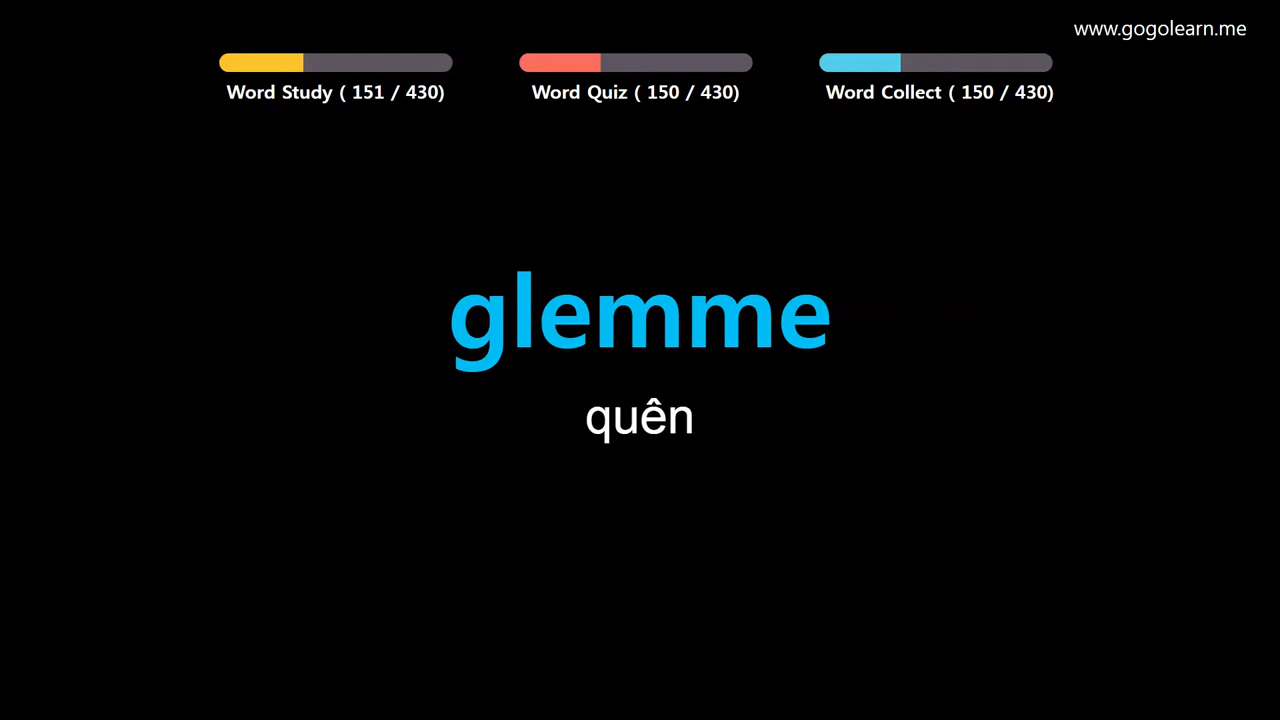 www.gogolearn.me
Word Study ( 151 / 430)
Word Quiz ( 150 / 430)
Word Collect ( 150 / 430)
glemme
quên